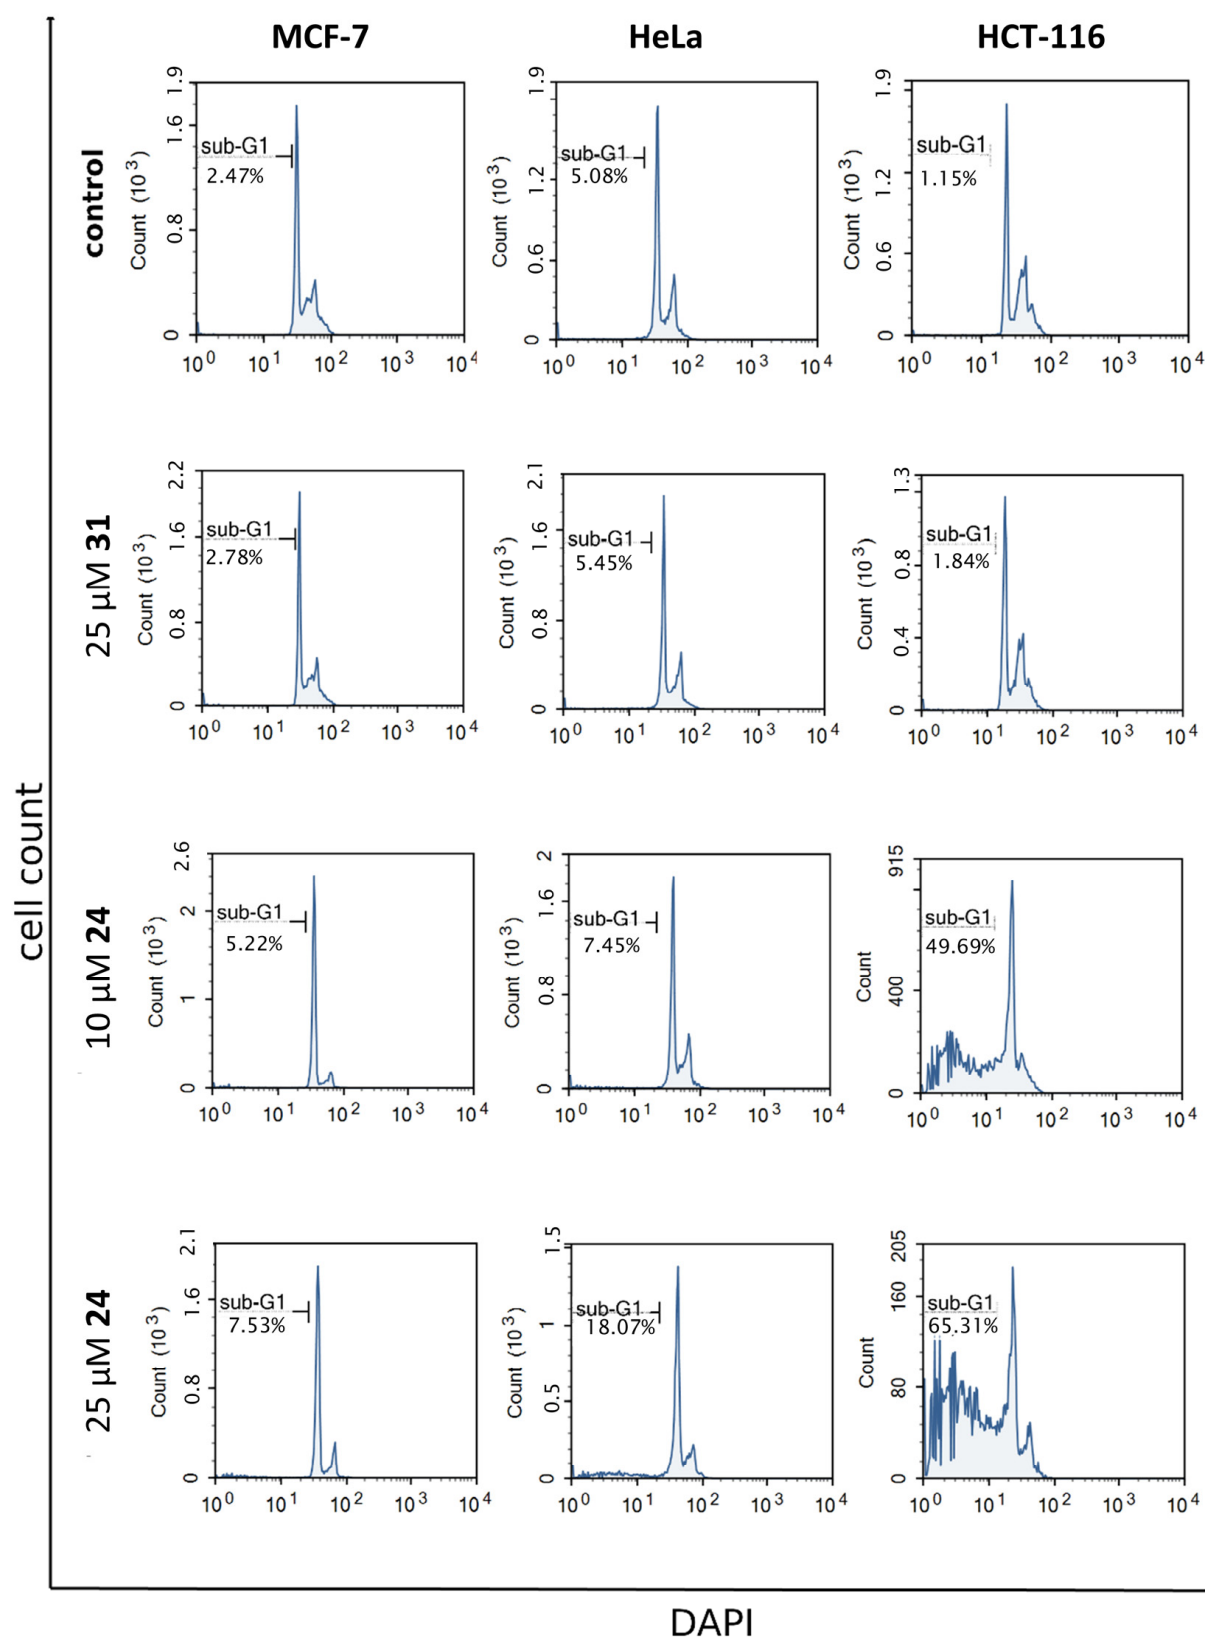 MCF-7 HeLa HCT-116
control
Count (10³)
0 0.8 1.6 1.9
sub-G1
2.47%
10⁰ 10¹ 10² 10³ 10⁴
Count (10³)
0 0.6 1.2 1.9
sub-G1
5.08%
10⁰ 10¹ 10² 10³ 10⁴
Count (10³)
0 0.6 1.2 1.9
sub-G1
1.15%
10⁰ 10¹ 10² 10³ 10⁴
25 µM 31
Count (10³)
0 0.8 1.6 2.2
sub-G1
2.78%
10⁰ 10¹ 10² 10³ 10⁴
Count (10³)
0 0.8 1.6 2.1
sub-G1
5.45%
10⁰ 10¹ 10² 10³ 10⁴
Count (10³)
0 0.4 0.8 1.3
sub-G1
1.84%
10⁰ 10¹ 10² 10³ 10⁴
cell count
10 µM 24
Count (10³)
0 1 2 2.6
sub-G1
5.22%
10⁰ 10¹ 10² 10³ 10⁴
Count (10³)
0 0.8 1.6 2
sub-G1
7.45%
10⁰ 10¹ 10² 10³ 10⁴
Count
0 400 915
sub-G1
49.69%
10⁰ 10¹ 10² 10³ 10⁴
25 µM 24
Count (10³)
0 0.8 1.6 2.1
sub-G1
7.53%
10⁰ 10¹ 10² 10³ 10⁴
Count (10³)
0 0.5 1 1.5
sub-G1
18.07%
10⁰ 10¹ 10² 10³ 10⁴
Count
0 80 160 205
sub-G1
65.31%
10⁰ 10¹ 10² 10³ 10⁴
DAPI